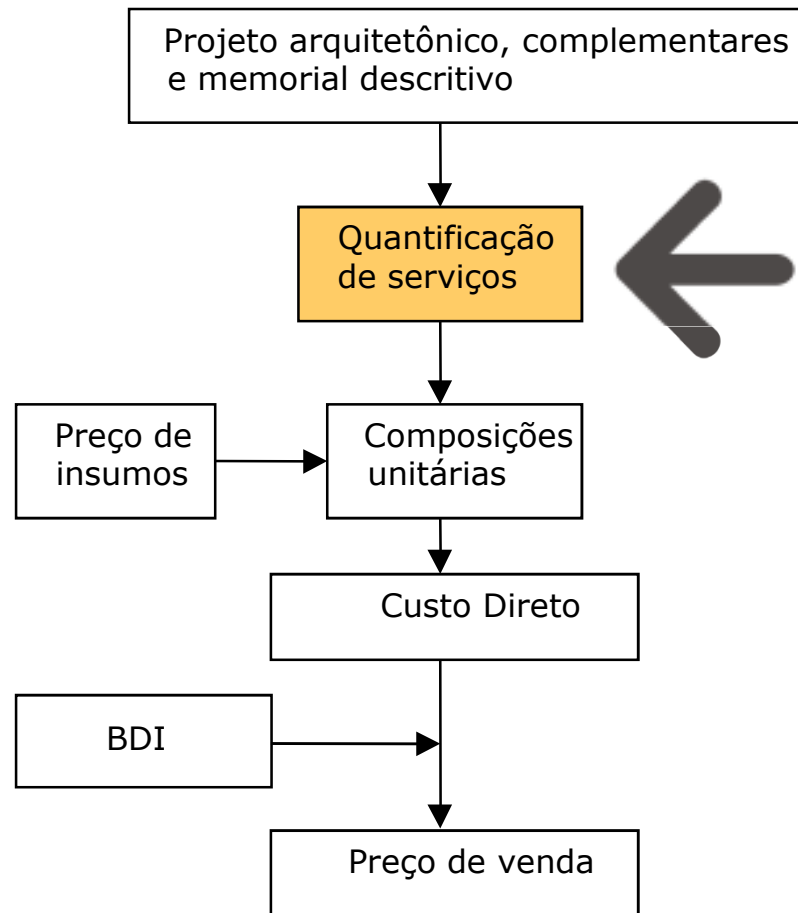 Projeto arquitetônico, complementares
e memorial descritivo
Quantificação
de serviços
Preço de
insumos
Composições
unitárias
Custo Direto
BDI
Preço de venda